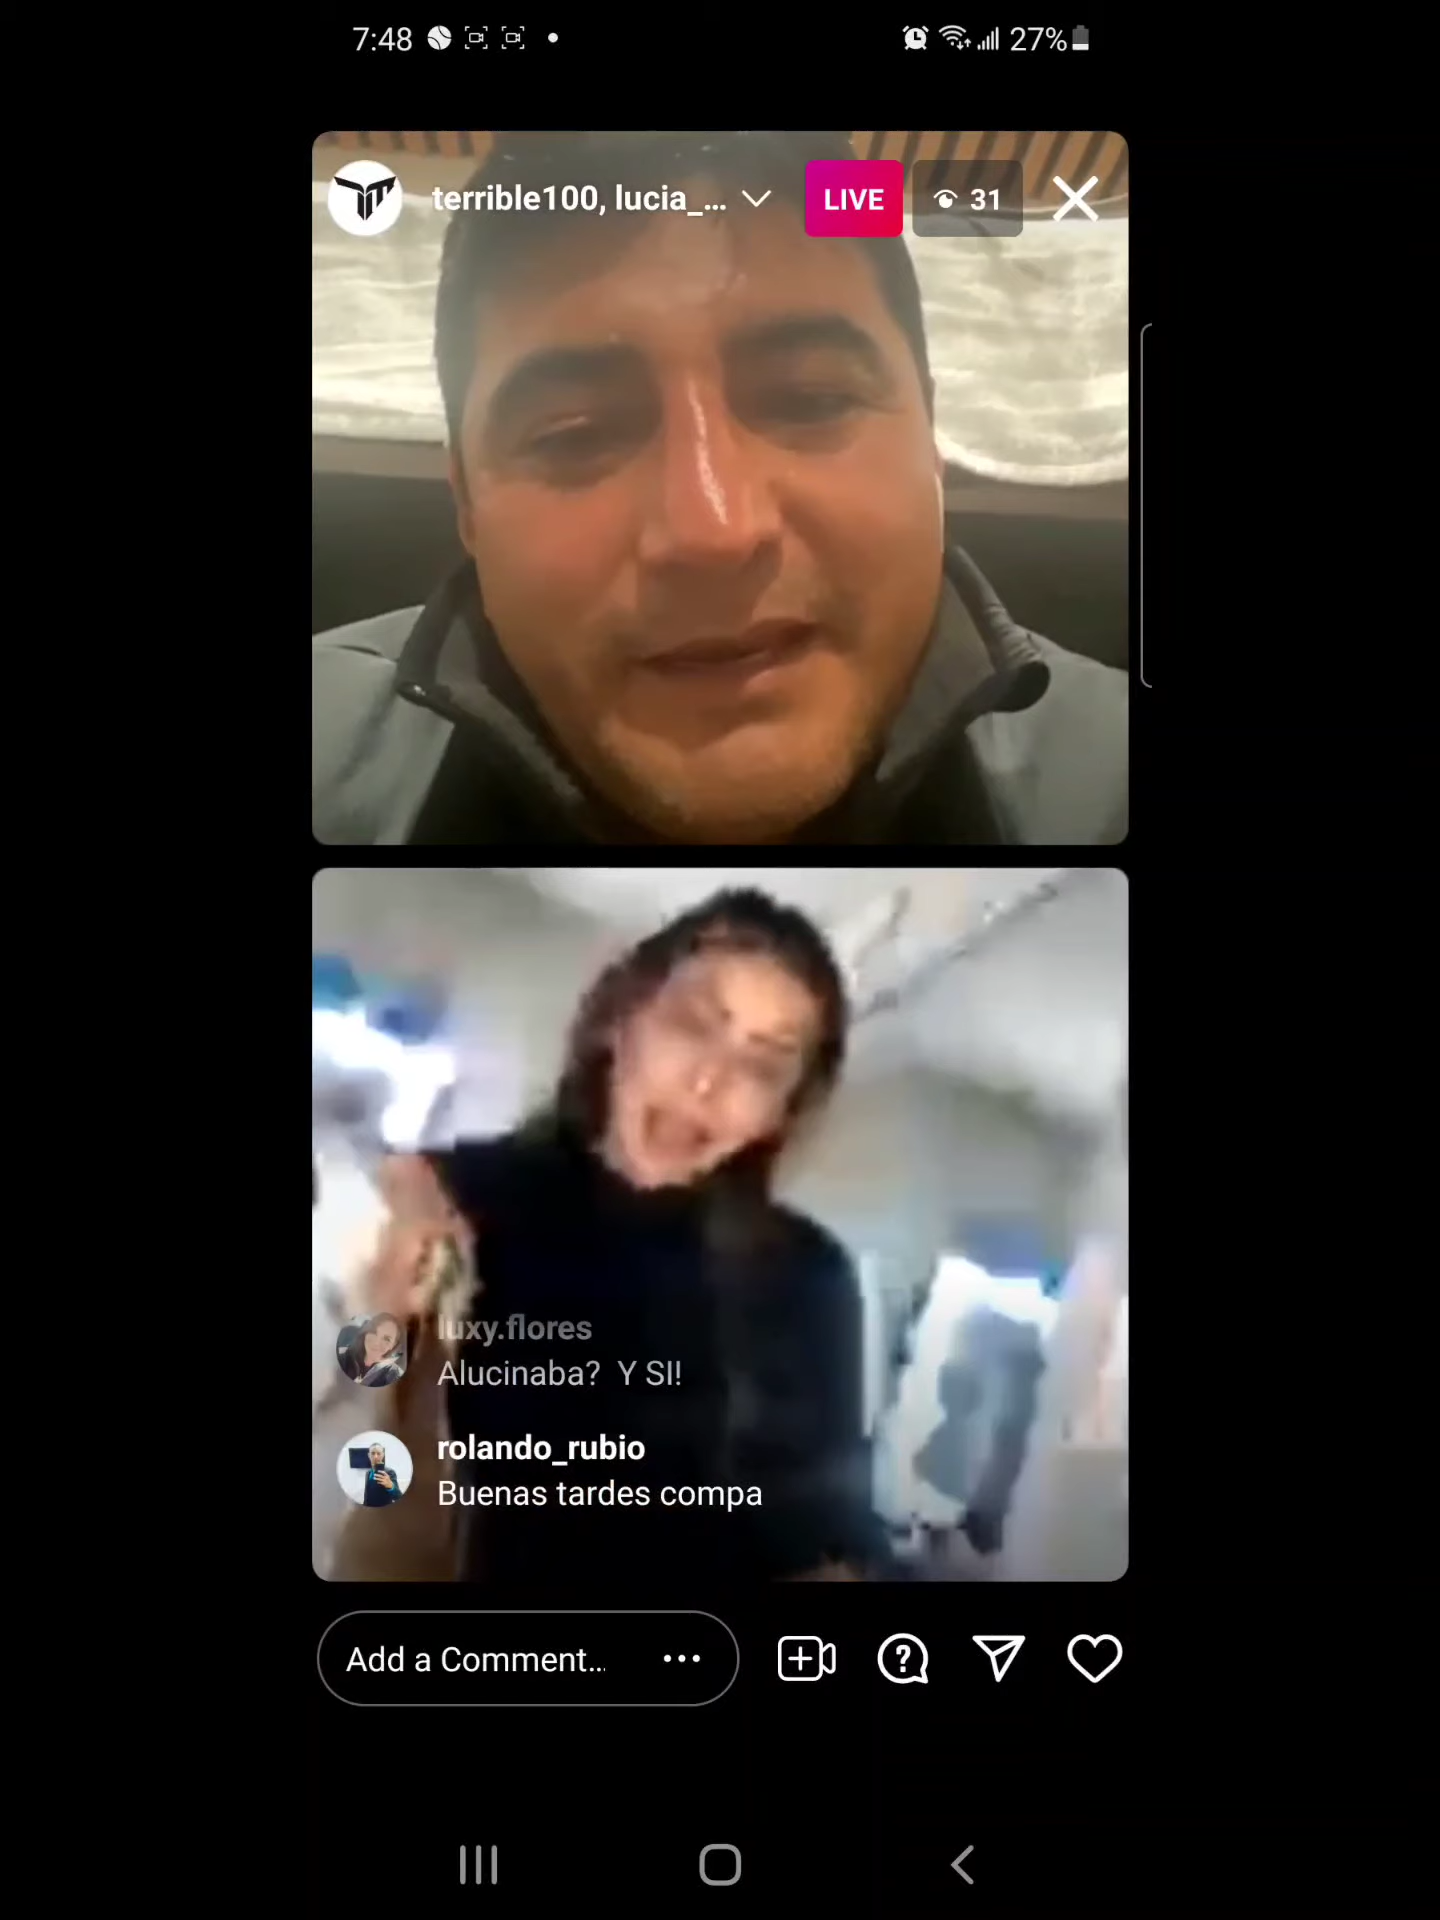 7:48
27%
terrible100, lucia_...
LIVE
31
luxy.flores
Alucinaba? Y SI!
rolando_rubio
Buenas tardes compa
Add a Comment...